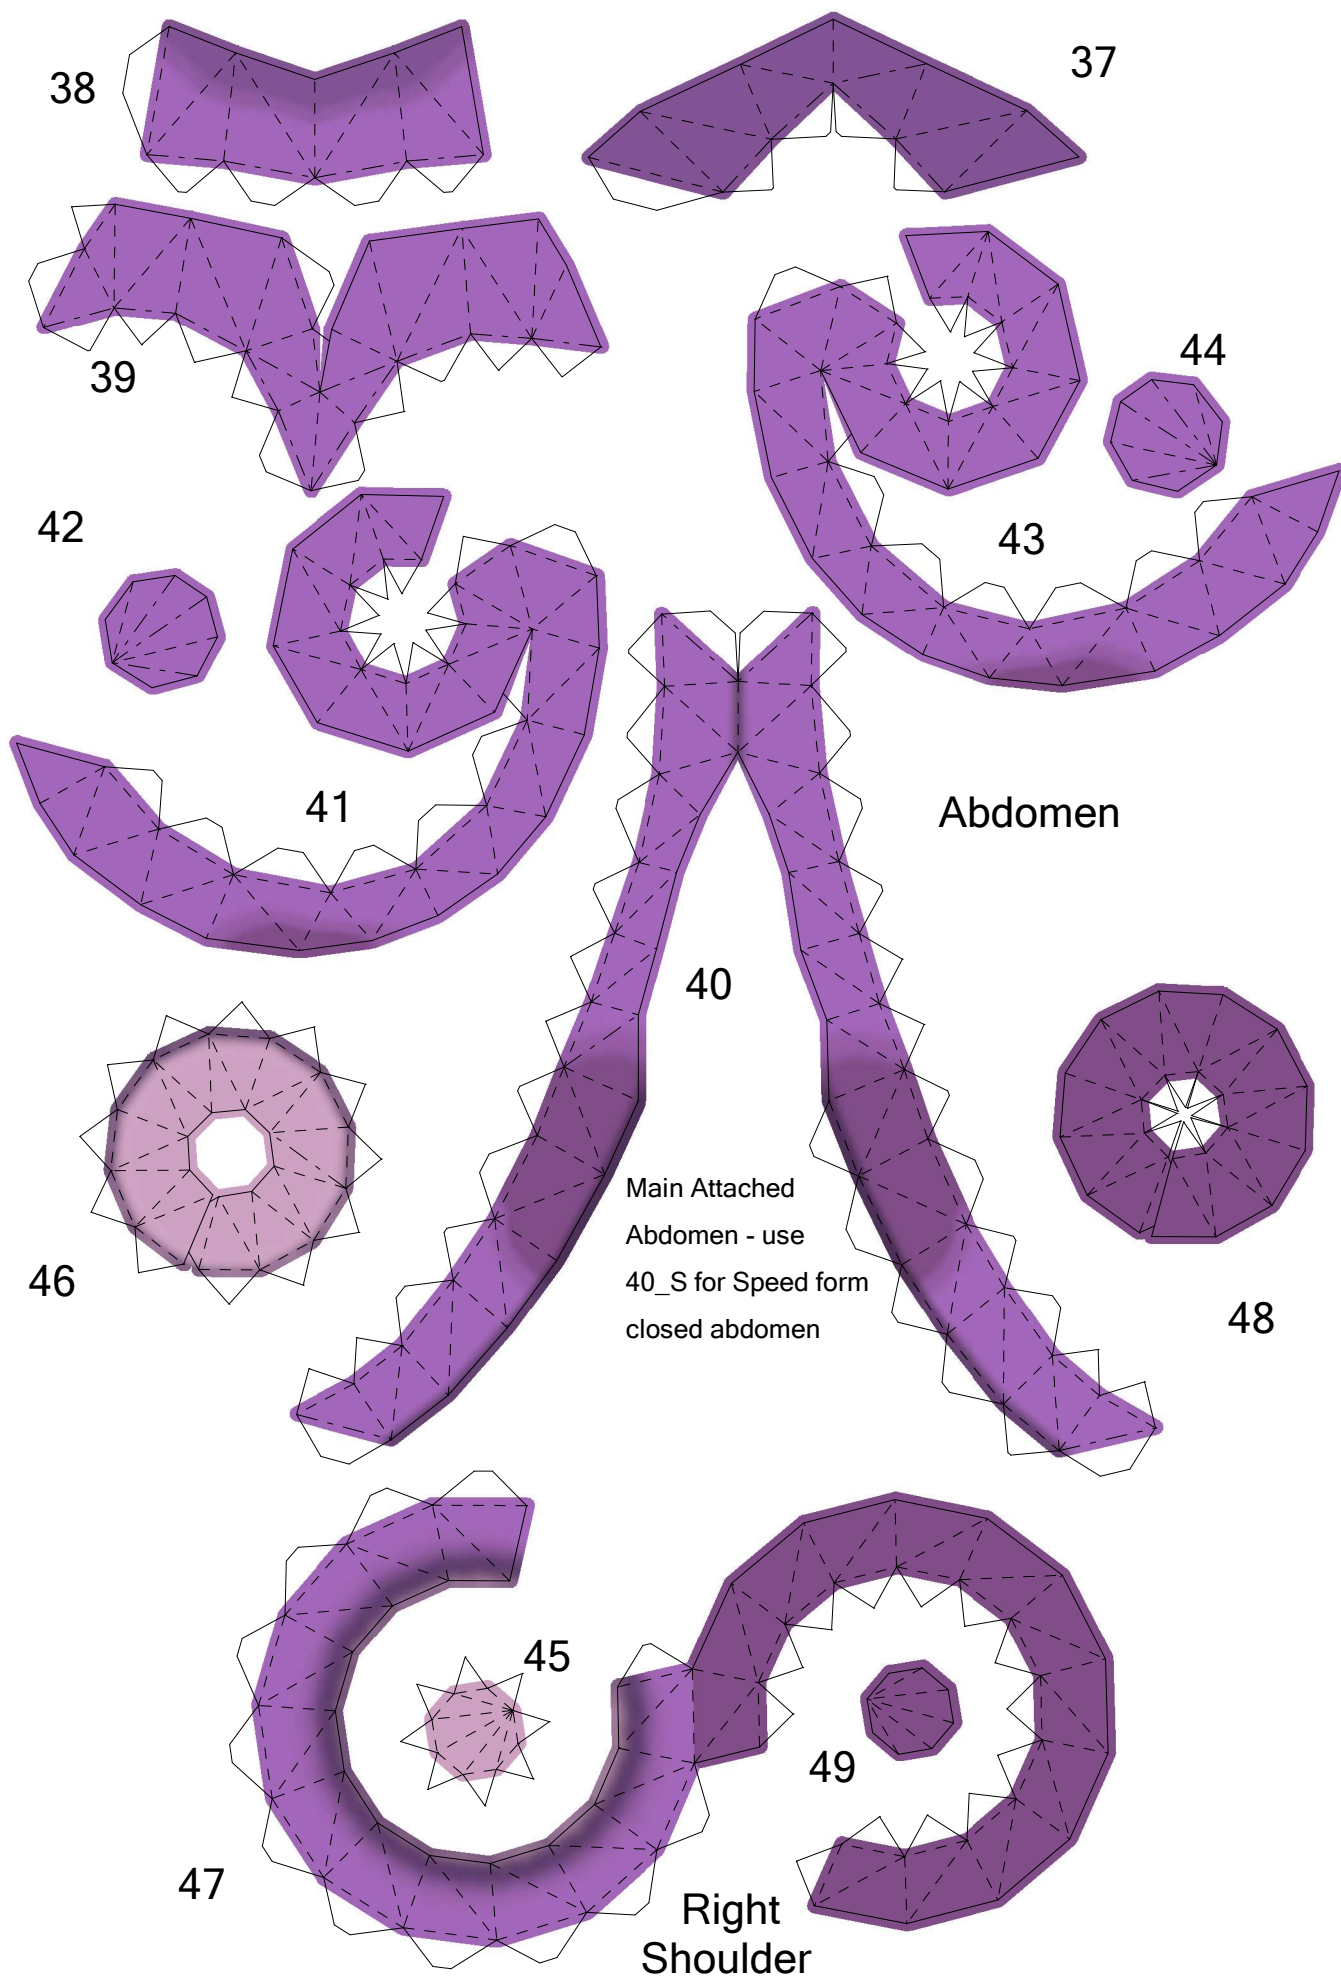 38
37
39
44
42
43
41
Abdomen
40
Main Attached
Abdomen - use
40_S for Speed form
closed abdomen
46
48
45
49
47
Right
Shoulder